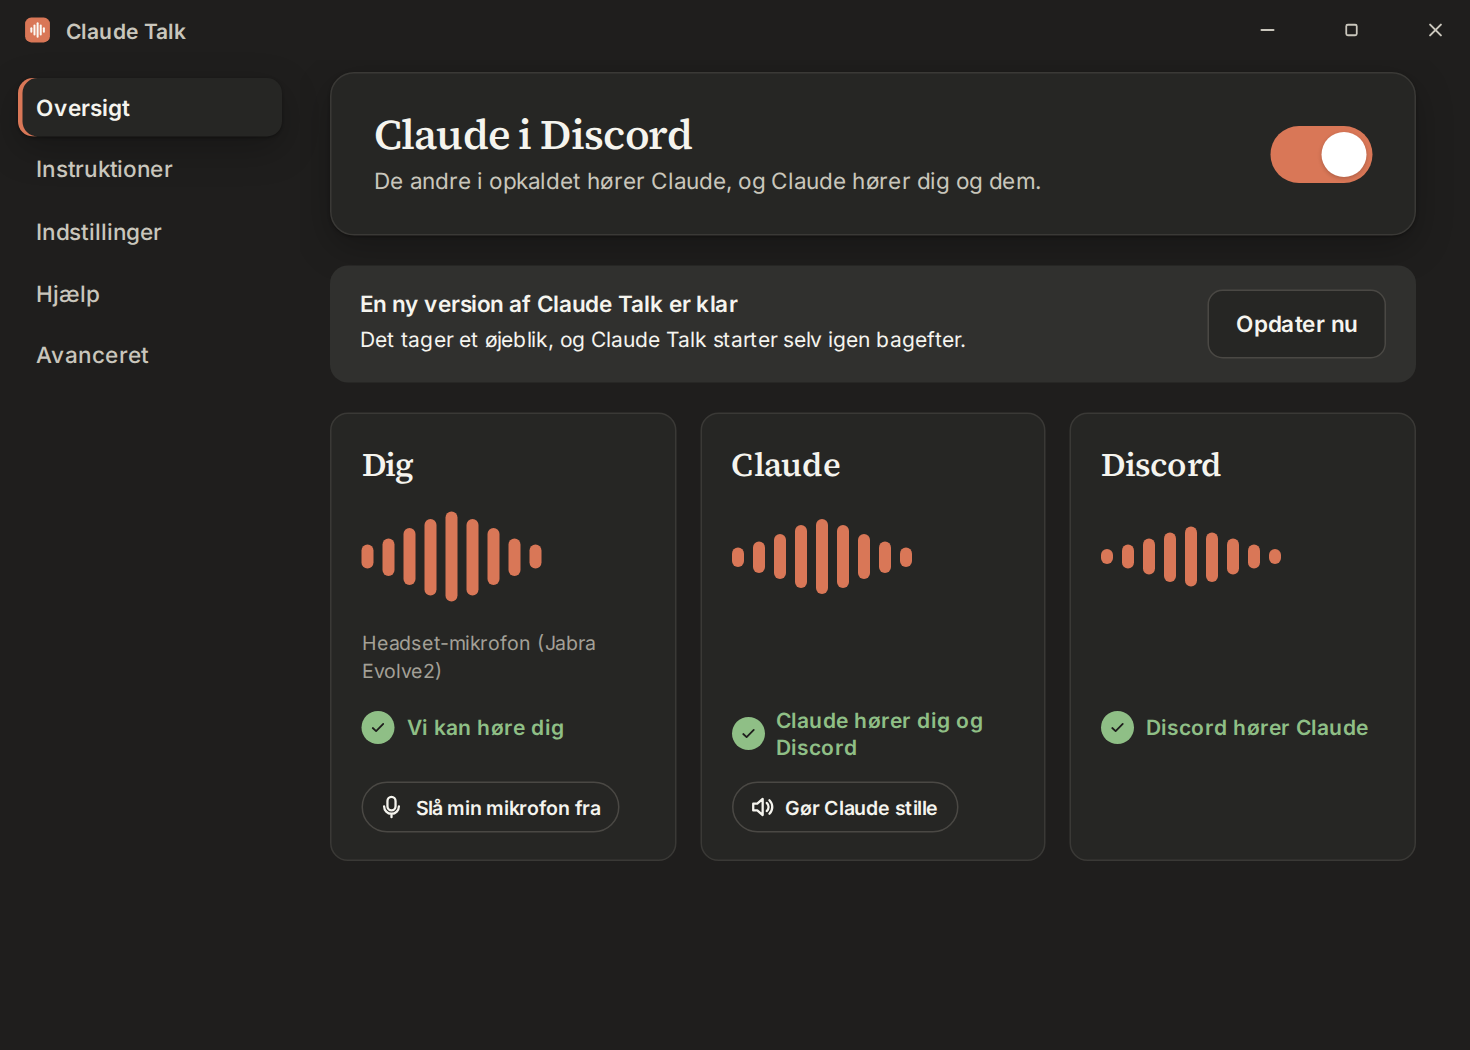 Claude Talk
Oversigt
Instruktioner
Indstillinger
Hjælp
Avanceret
Claude i Discord
De andre i opkaldet hører Claude, og Claude hører dig og dem.
En ny version af Claude Talk er klar
Det tager et øjeblik, og Claude Talk starter selv igen bagefter.
Opdater nu
Dig
Headset-mikrofon (Jabra
Evolve2)
Vi kan høre dig
Slå min mikrofon fra
Claude
Claude hører dig og
Discord
Gør Claude stille
Discord
Discord hører Claude